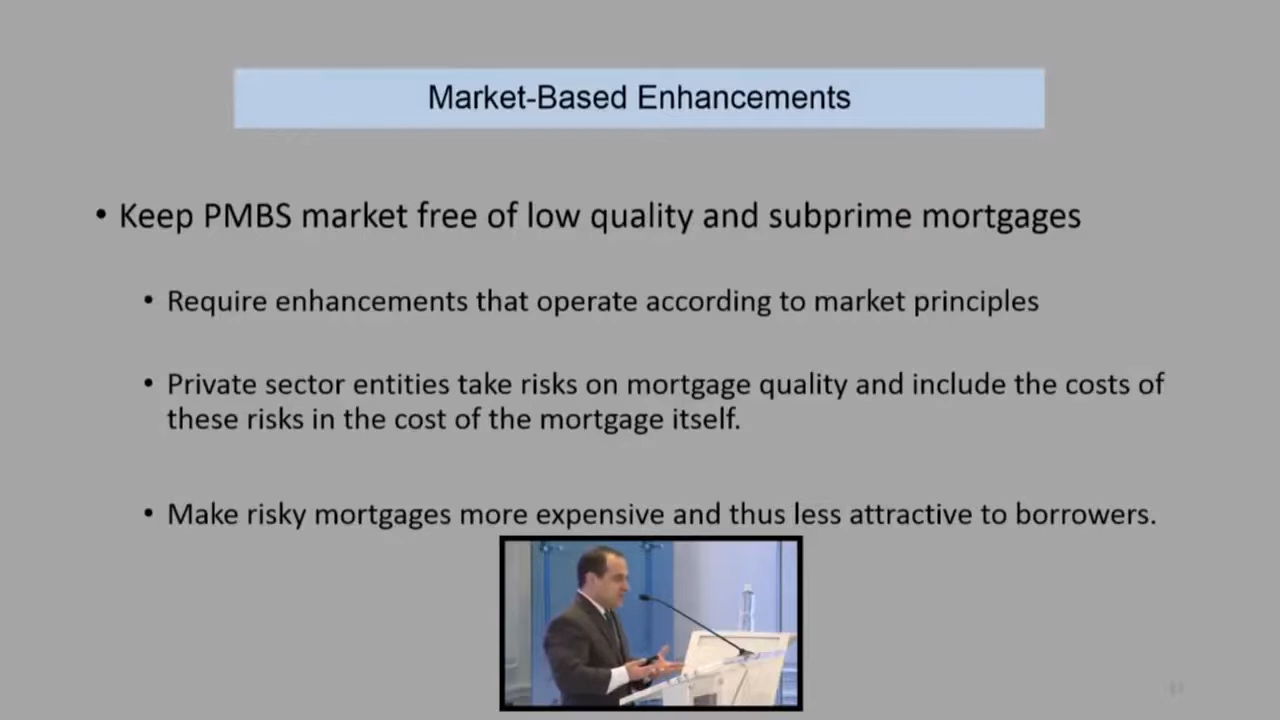 Market-Based Enhancements
• Keep PMBS market free of low quality and subprime mortgages
• Require enhancements that operate according to market principles
• Private sector entities take risks on mortgage quality and include the costs of
these risks in the cost of the mortgage itself.
• Make risky mortgages more expensive and thus less attractive to borrowers.